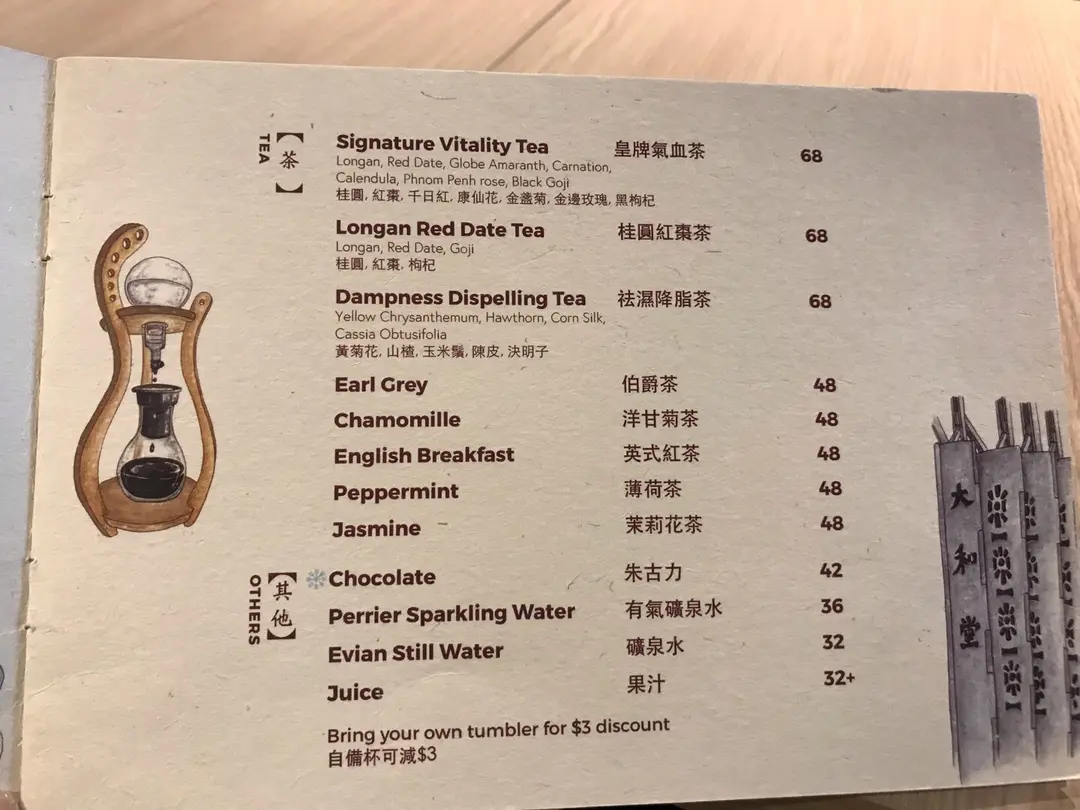 TEA
【茶】
Signature Vitality Tea 皇牌氣血茶 68
Longan, Red Date, Globe Amaranth, Carnation,
Calendula, Phnom Penh rose, Black Goji
桂圓, 紅棗, 千日紅, 康仙花, 金盞菊, 金邊玫瑰, 黑枸杞
Longan Red Date Tea 桂圓紅棗茶 68
Longan, Red Date, Goji
桂圓, 紅棗, 枸杞
Dampness Dispelling Tea 祛濕降脂茶 68
Yellow Chrysanthemum, Hawthorn, Corn Silk,
Cassia Obtusifolia
黃菊花, 山楂, 玉米鬚, 陳皮, 決明子
Earl Grey 伯爵茶 48
Chamomille 洋甘菊茶 48
English Breakfast 英式紅茶 48
Peppermint 薄荷茶 48
Jasmine 茉莉花茶 48
OTHERS
【其他】
Chocolate 朱古力 42
Perrier Sparkling Water 有氣礦泉水 36
Evian Still Water 礦泉水 32
Juice 果汁 32+
Bring your own tumbler for $3 discount
自備杯可減$3
大和堂